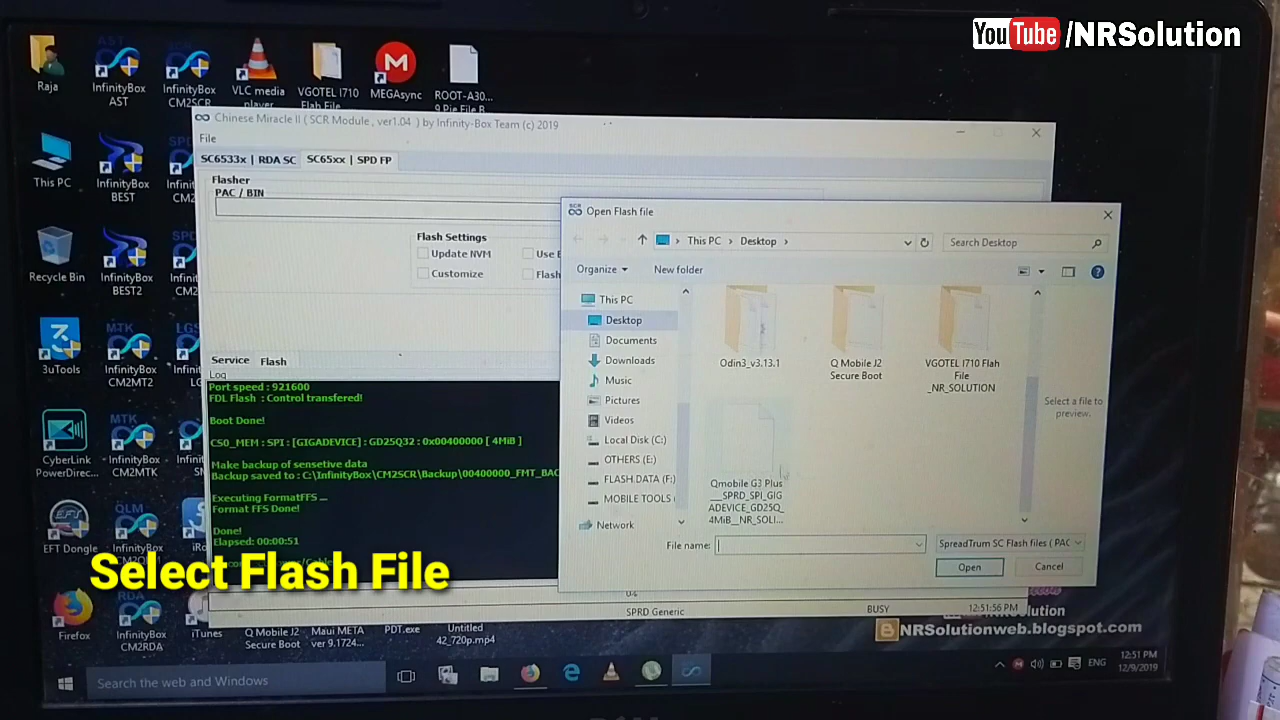 YouTube /NRSolution
Raja
InfinityBox
AST
InfinityBox
CM2SCR
VLC media
player
VGOTEL I710
Flah File
MEGAsync
ROOT-A30...
9 Pie File B
Chinese Miracle II ( SCR Module , ver1.04 ) by Infinity-Box Team (c) 2019
File
SC6533x | RDA SC
SC65xx | SPD FP
Flasher
PAC / BIN
Flash Settings
Update NVM
Customize
Flash
Open Flash file
This PC
Desktop
Search Desktop
Organize
New folder
This PC
Desktop
Documents
Downloads
Music
Pictures
Videos
Local Disk (C:)
OTHERS (E:)
FLASH DATA (F:)
MOBILE TOOLS
Network
Odin3_v3.13.1
Q Mobile J2
Secure Boot
VGOTEL I710 Flah
File
_NR_SOLUTION
Qmobile G3 Plus
___SPRD_SPI_GIG
ADEVICE_GD25Q_
4MiB__NR_SOLI...
Select a file to
preview.
File name:
SpreadTrum SC Flash files ( PAC
Open
Cancel
This PC
InfinityBox
BEST
Recycle Bin
InfinityBox
BEST2
3uTools
MTK
InfinityBox
CM2MT2
CyberLink
PowerDirec...
MTK
InfinityBox
CM2MTK
EFT Dongle
QLM
InfinityBox
Firefox
RDA
InfinityBox
CM2RDA
iTunes
Q Mobile J2
Secure Boot
Maui META
ver 9.1724...
PDT.exe
Untitled
42_720p.mp4
Service
Flash
Log
Port speed : 921600
FDL Flash : Control transfered!
Boot Done!
CS0_MEM : SPI : [GIGADEVICE] : GD25Q32 : 0x00400000 [ 4MiB ]
Make backup of sensetive data
Backup saved to : C:\InfinityBox\CM2SCR\Backup\00400000_FMT_BAC
Executing FormatFFS ...
Format FFS Done!
Done!
Elapsed: 00:00:51
Select Flash File
0%
SPRD Generic
BUSY
12:51:56 PM
NRSolutionweb.blogspot.com
Search the web and Windows
ENG
12:51 PM
12/9/2019